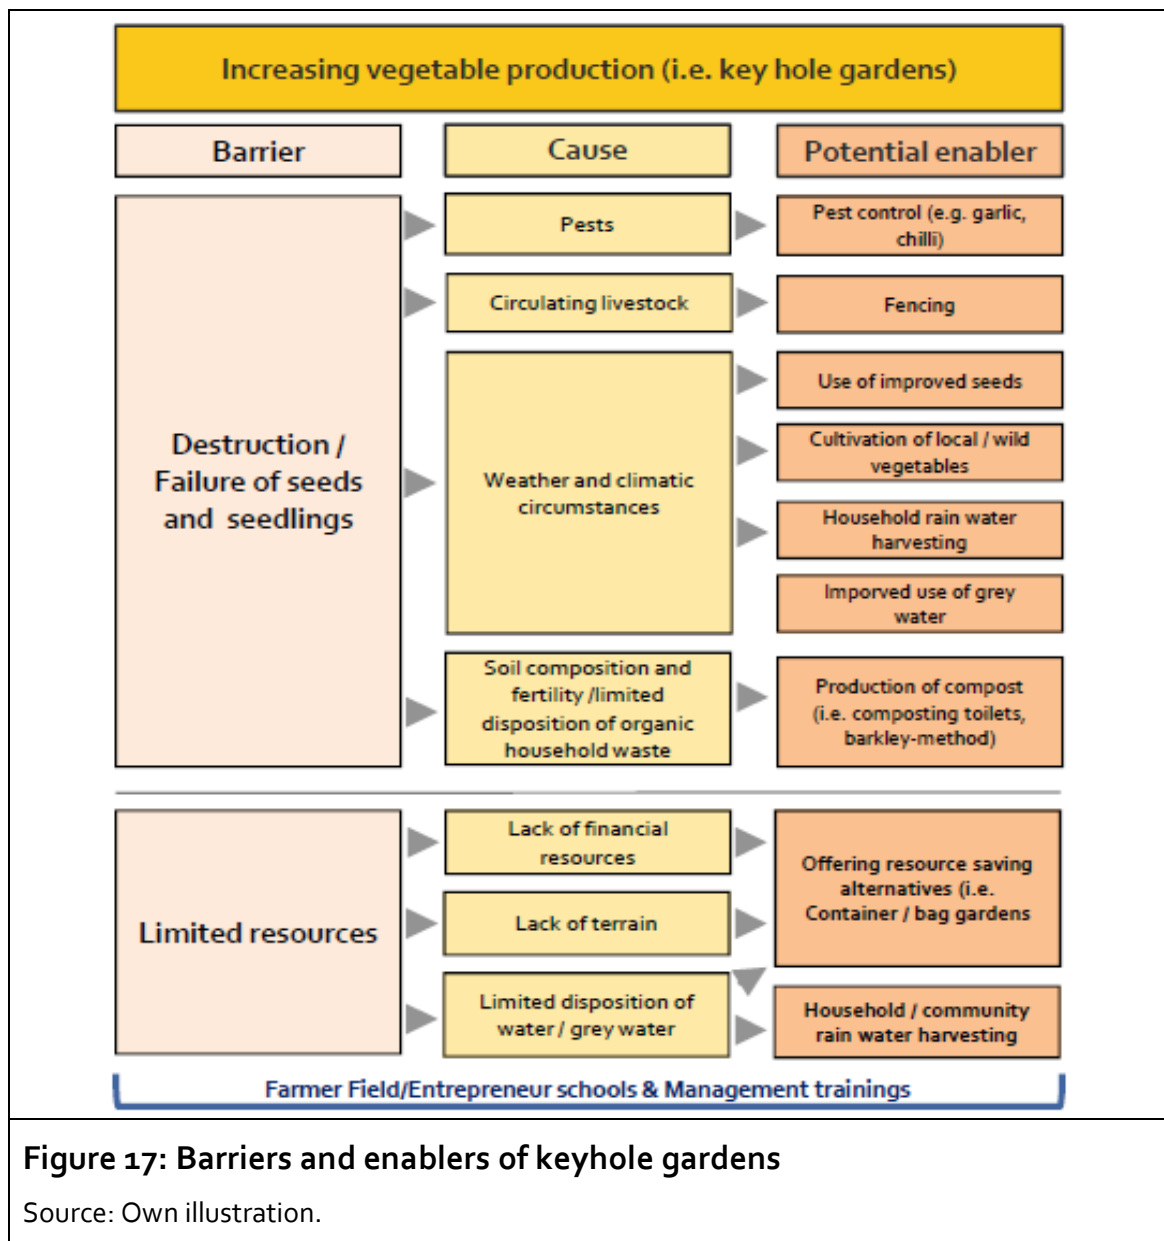 Increasing vegetable production (i.e. key hole gardens)
Barrier
Cause
Potential enabler
Destruction /
Failure of seeds
and seedlings
Pests
Pest control (e.g. garlic,
chilli)
Circulating livestock
Fencing
Weather and climatic
circumstances
Use of improved seeds
Cultivation of local / wild
vegetables
Household rain water
harvesting
Imporved use of grey
water
Soil composition and
fertility /limited
disposition of organic
household waste
Production of compost
(i.e. composting toilets,
barkley-method)
Limited resources
Lack of financial
resources
Lack of terrain
Limited disposition of
water / grey water
Offering resource saving
alternatives (i.e.
Container / bag gardens
Household / community
rain water harvesting
Farmer Field/Entrepreneur schools & Management trainings
Figure 17: Barriers and enablers of keyhole gardens
Source: Own illustration.